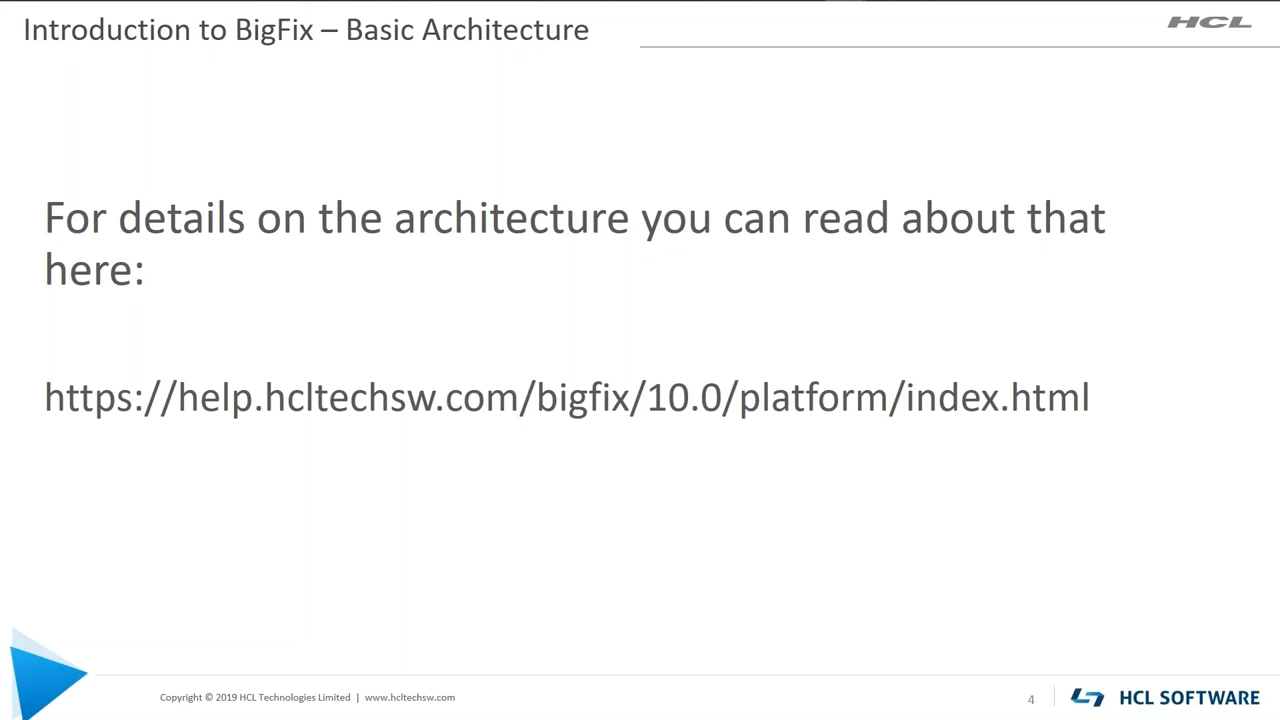 Introduction to BigFix – Basic Architecture
HCL
For details on the architecture you can read about that
here:
https://help.hcltechsw.com/bigfix/10.0/platform/index.html
Copyright © 2019 HCL Technologies Limited | www.hcltechsw.com
4
HCL SOFTWARE